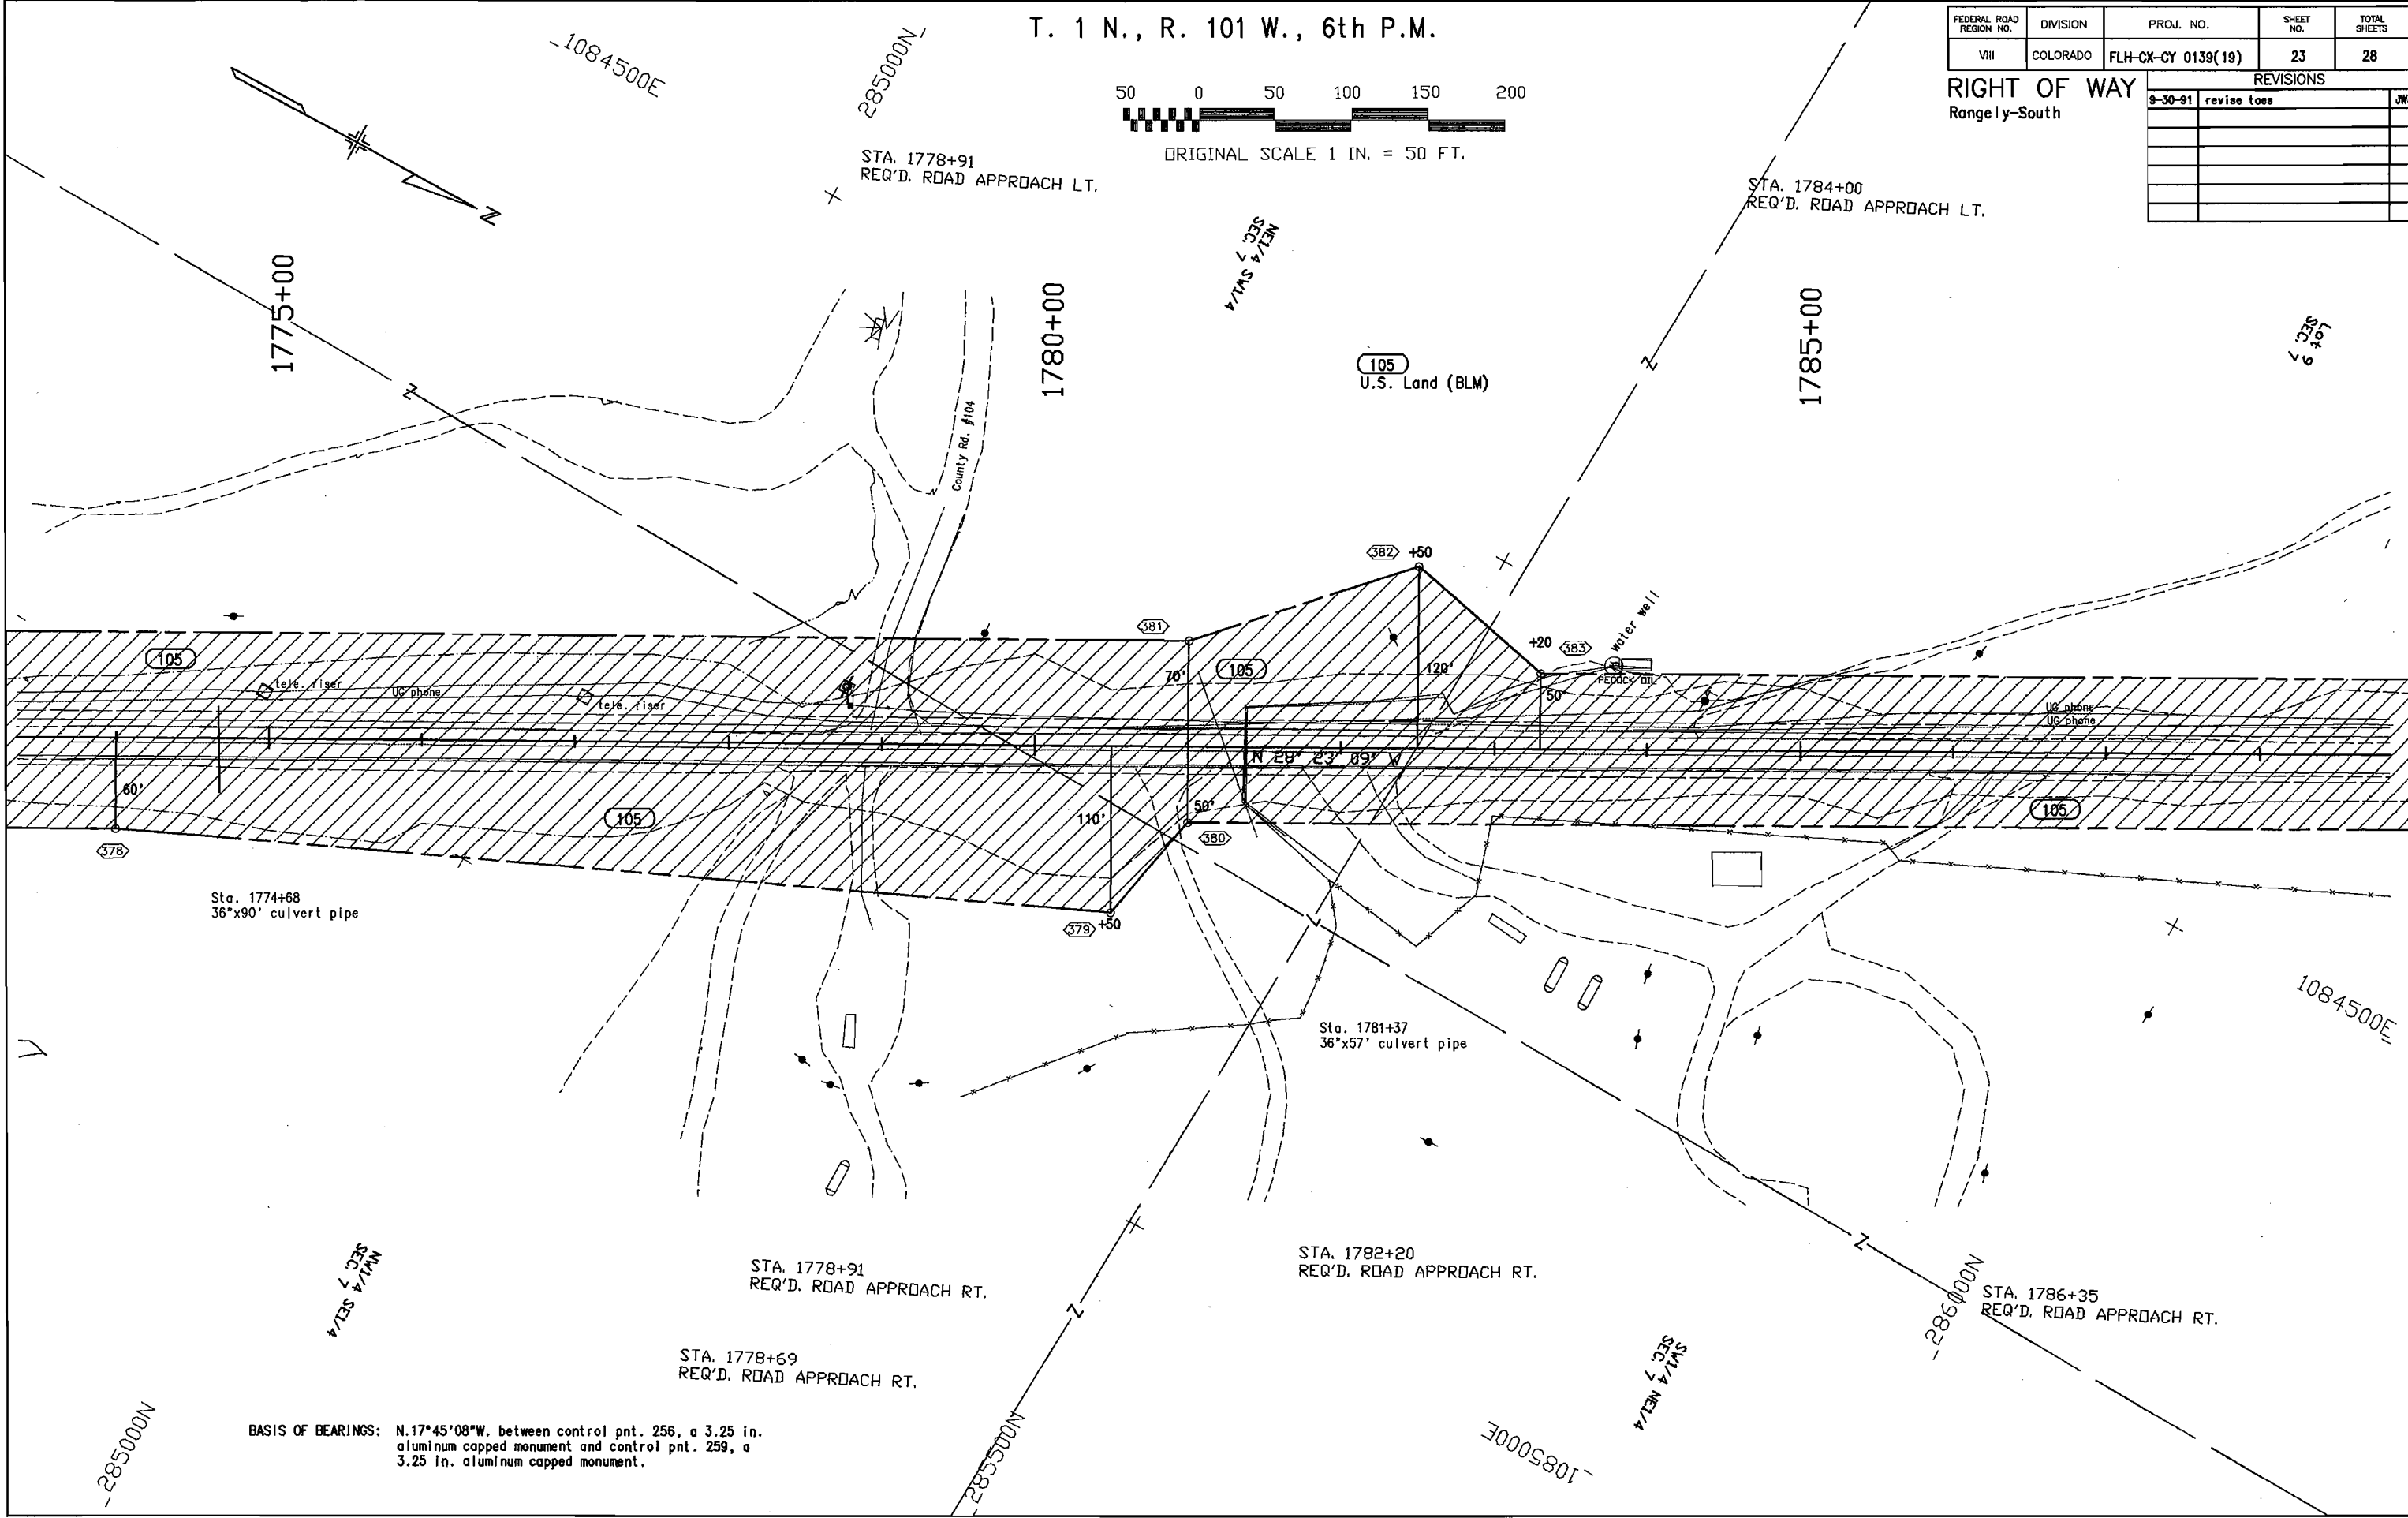 T. 1 N., R. 101 W., 6th P.M.
FEDERAL ROAD REGION NO.
DIVISION
PROJ. NO.
SHEET NO.
TOTAL SHEETS
VIII
COLORADO
FLH-CX-CY 0139(19)
23
28
RIGHT OF WAY
Rangely-South
REVISIONS
9-30-91 revise toes
1084500E
285000N
50 0 50 100 150 200
ORIGINAL SCALE 1 IN. = 50 FT.
STA. 1778+91
REQ'D. ROAD APPROACH LT.
STA. 1784+00
REQ'D. ROAD APPROACH LT.
N
NE1/4 SW1/4
SEC. 7
Lot 9
SEC. 7
1775+00
1780+00
1785+00
105
U.S. Land (BLM)
County Rd. #104
382 +50
381
+20 383
water well
105
70'
105
120'
50'
PECOCK OIL
tele. riser
UG phone
tele. riser
UG phone
UG phone
N 28° 23' 09" W
60'
105
110'
50'
105
378
380
379 +50
Sta. 1774+68
36"x90' culvert pipe
Sta. 1781+37
36"x57' culvert pipe
1084500E
NW1/4 SE1/4
SEC. 7
STA. 1778+91
REQ'D. ROAD APPROACH RT.
STA. 1782+20
REQ'D. ROAD APPROACH RT.
286000N
STA. 1786+35
REQ'D. ROAD APPROACH RT.
STA. 1778+69
REQ'D. ROAD APPROACH RT.
SW1/4 NE1/4
SEC. 7
285000N
BASIS OF BEARINGS: N.17°45'08"W. between control pnt. 256, a 3.25 in.
aluminum capped monument and control pnt. 259, a
3.25 in. aluminum capped monument.
285500N
1085000E